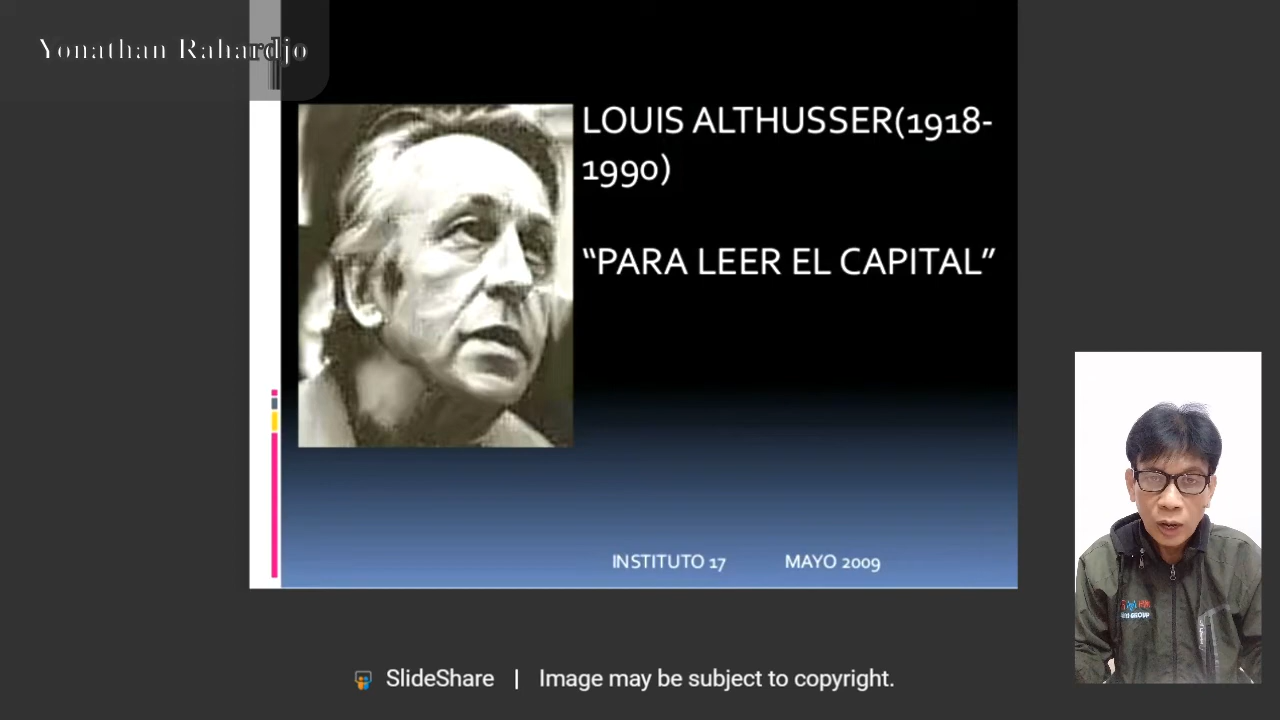 Yonathan Rahardjo
LOUIS ALTHUSSER(1918-
1990)
“PARA LEER EL CAPITAL”
INSTITUTO 17 MAYO 2009
SlideShare | Image may be subject to copyright.